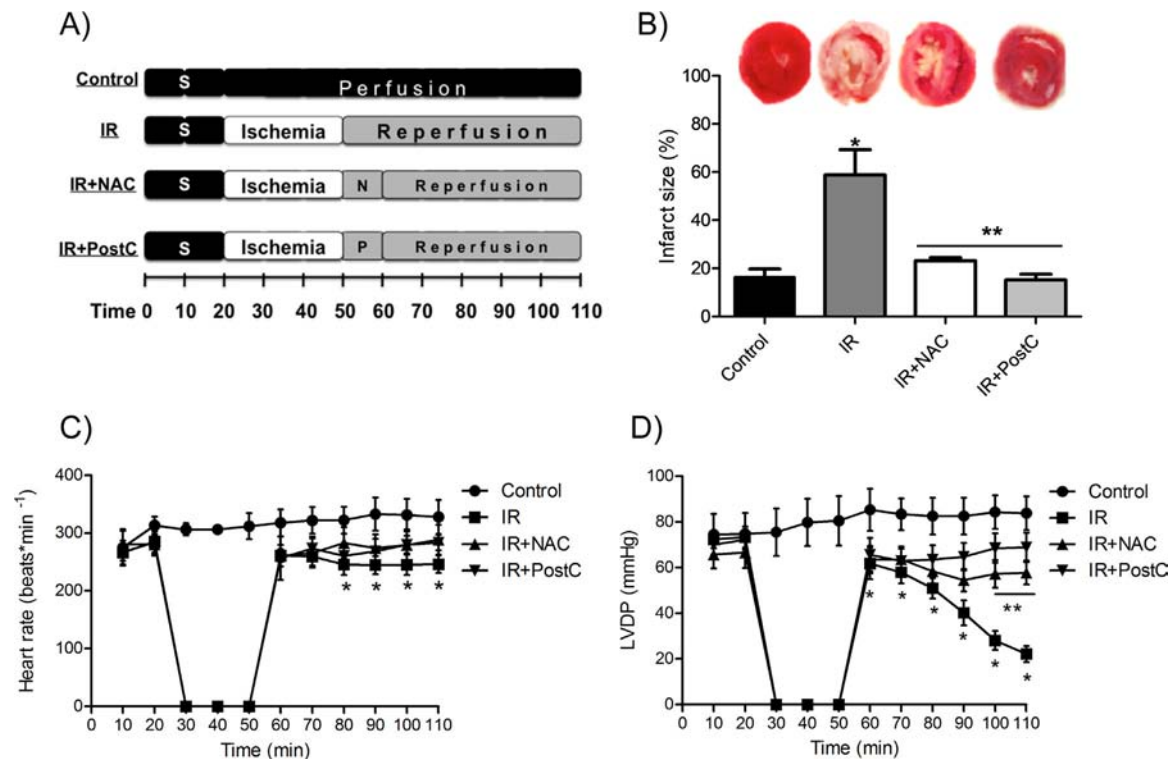 A)
Control S Perfusion
IR S Ischemia Reperfusion
IR+NAC S Ischemia N Reperfusion
IR+PostC S Ischemia P Reperfusion
Time 0 10 20 30 40 50 60 70 80 90 100 110
B)
Infarct size (%)
100
80
60
40
20
0
*
**
Control IR IR+NAC IR+PostC
C)
Heart rate (beats*min⁻¹)
400
300
200
100
0
* * * *
0 10 20 30 40 50 60 70 80 90 100 110
Time (min)
Control
IR
IR+NAC
IR+PostC
D)
LVDP (mmHg)
100
80
60
40
20
0
* * * * * *
**
0 10 20 30 40 50 60 70 80 90 100 110
Time (min)
Control
IR
IR+NAC
IR+PostC